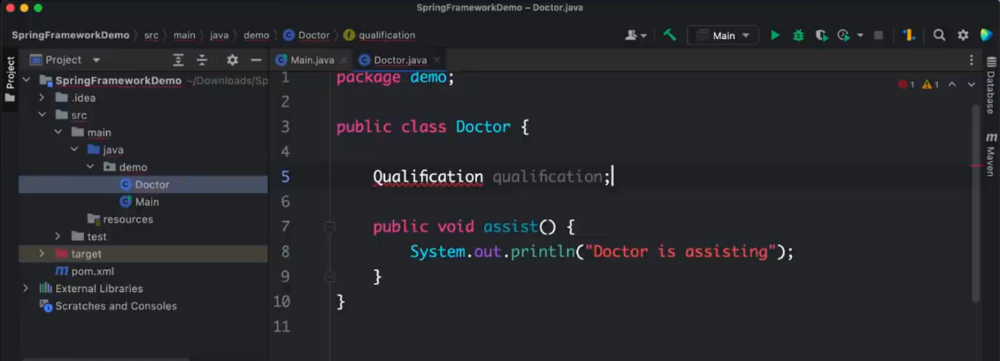 SpringFrameworkDemo – Doctor.java
SpringFrameworkDemo src main java demo Doctor qualification
Main
Project
Project
Main.java
Doctor.java
SpringFrameworkDemo ~/Downloads/Sp
.idea
src
main
java
demo
Doctor
Main
resources
test
target
pom.xml
External Libraries
Scratches and Consoles
1 package demo;
2
3 public class Doctor {
4
5 Qualification qualification;
6
7 public void assist() {
8 System.out.println("Doctor is assisting");
9 }
10 }
11
1 1
Database
Maven